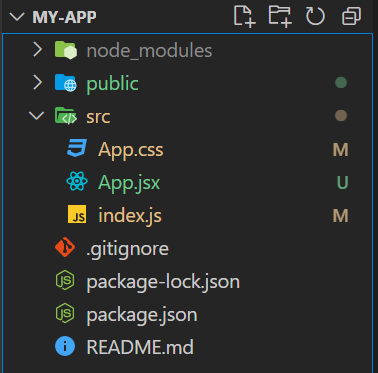 MY-APP
node_modules
public
src
App.css M
App.jsx U
JS index.js M
.gitignore
package-lock.json
package.json
README.md